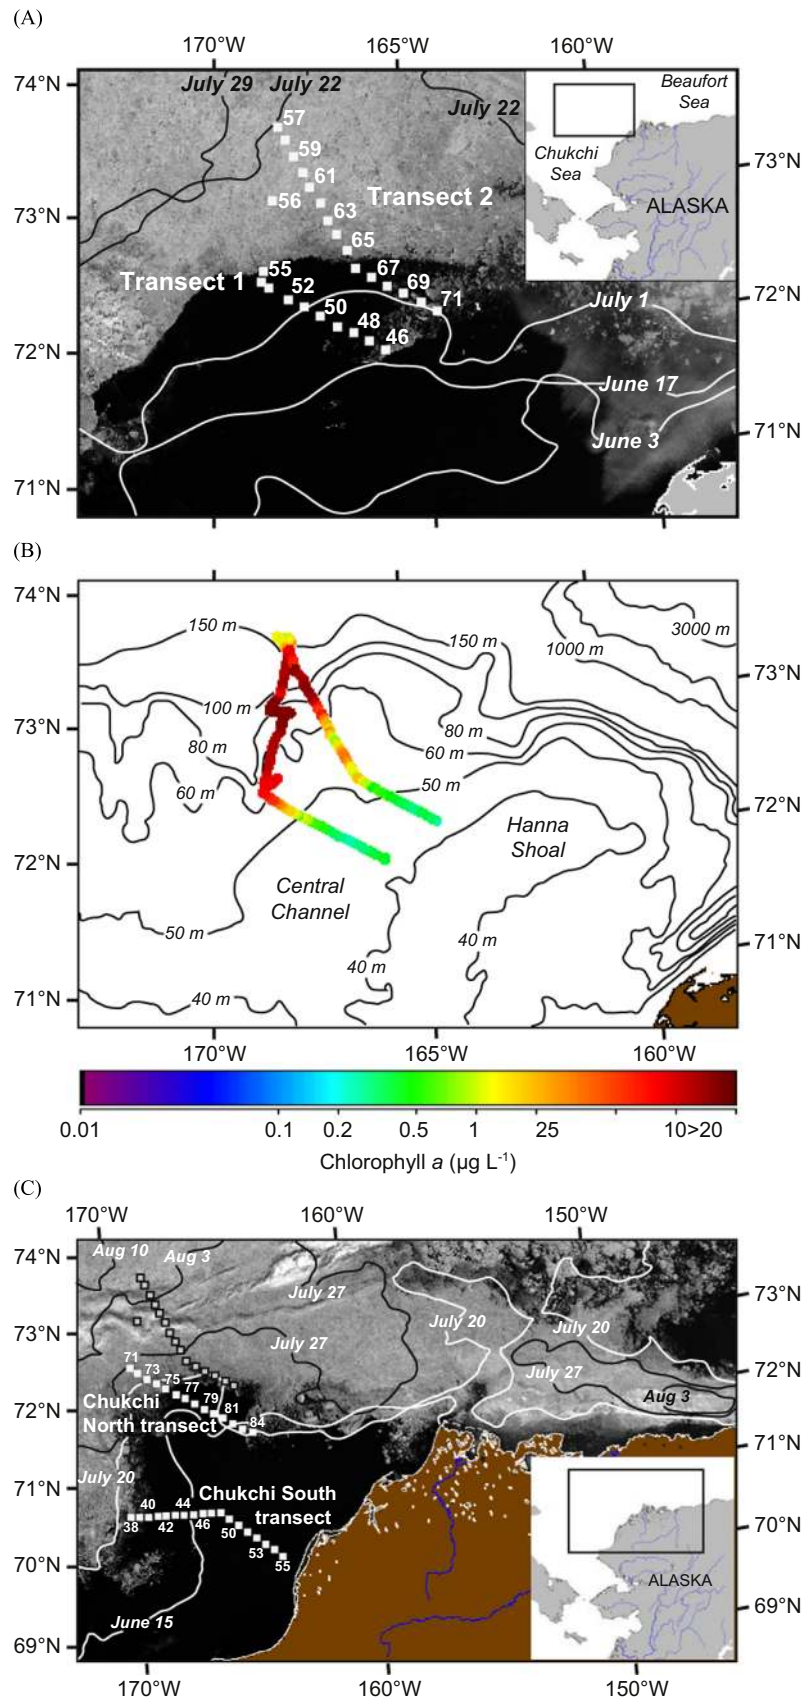 (A)
170°W 165°W 160°W
74°N
July 29 July 22
July 22
Beaufort
Sea
57
59
Chukchi
Sea
73°N
61
56
Transect 2
ALASKA
73°N
63
65
55
67
Transect 1
52
69
72°N
50
71
July 1
48
46
72°N
June 17
June 3
71°N
71°N
(B)
74°N
150 m
150 m
3000 m
1000 m
73°N
100 m
73°N
80 m
80 m
60 m
60 m
50 m
72°N
Hanna
Shoal
72°N
Central
Channel
50 m
40 m
71°N
40 m
40 m
71°N
170°W 165°W 160°W
0.01 0.1 0.2 0.5 1 25 10>20
Chlorophyll a (µg L-1)
(C)
170°W 160°W 150°W
74°N
Aug 10
Aug 3
July 27
73°N
July 20
July 20
73°N
July 27
71
73
75
77
79
81
84
July 27
72°N
Aug 3
Chukchi
North transect
72°N
71°N
July 20
71°N
Chukchi South
transect
40
44
38
42
46
50
53
55
70°N
70°N
ALASKA
June 15
69°N
69°N
170°W 160°W 150°W